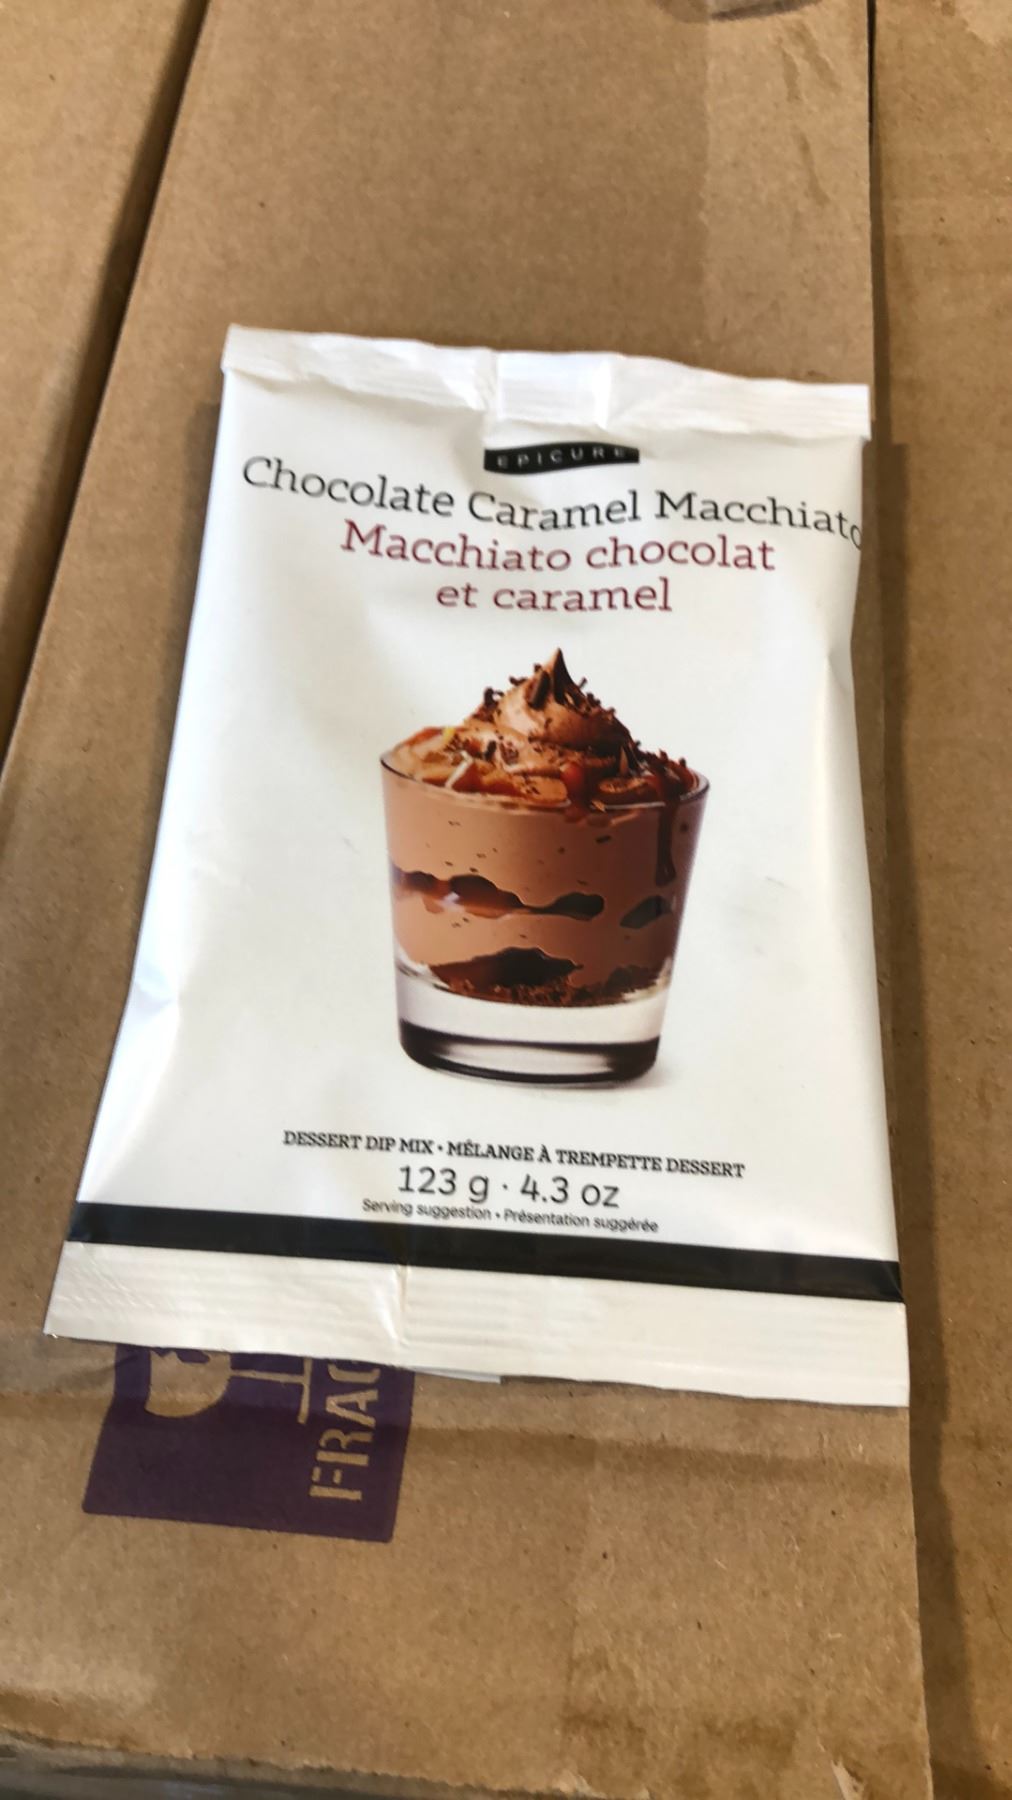 EPICURE
Chocolate Caramel Macchiato
Macchiato chocolat
et caramel
DESSERT DIP MIX • MÉLANGE À TREMPETTE DESSERT
123 g · 4.3 oz
Serving suggestion • Présentation suggérée
FRAG